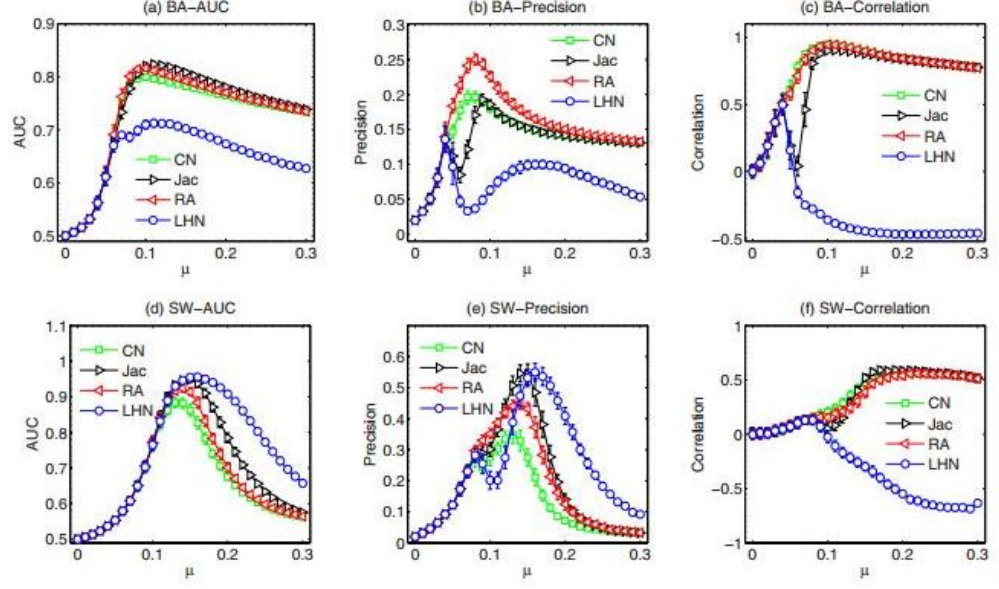 (a) BA−AUC
0.9
0.8
0.7
0.6
0.5
AUC
CN
Jac
RA
LHN
0
0.1
0.2
0.3
μ
(b) BA−Precision
0.3
0.25
0.2
0.15
0.1
0.05
0
Precision
CN
Jac
RA
LHN
0
0.1
0.2
0.3
μ
(c) BA−Correlation
1
0.5
0
−0.5
Correlation
CN
Jac
RA
LHN
0
0.1
0.2
0.3
μ
(d) SW−AUC
1.1
1
0.9
0.8
0.7
0.6
0.5
AUC
CN
Jac
RA
LHN
0
0.1
0.2
0.3
μ
(e) SW−Precision
0.6
0.5
0.4
0.3
0.2
0.1
0
Precision
CN
Jac
RA
LHN
0
0.1
0.2
0.3
μ
(f) SW−Correlation
1
0.5
0
−0.5
−1
Correlation
CN
Jac
RA
LHN
0
0.1
0.2
0.3
μ